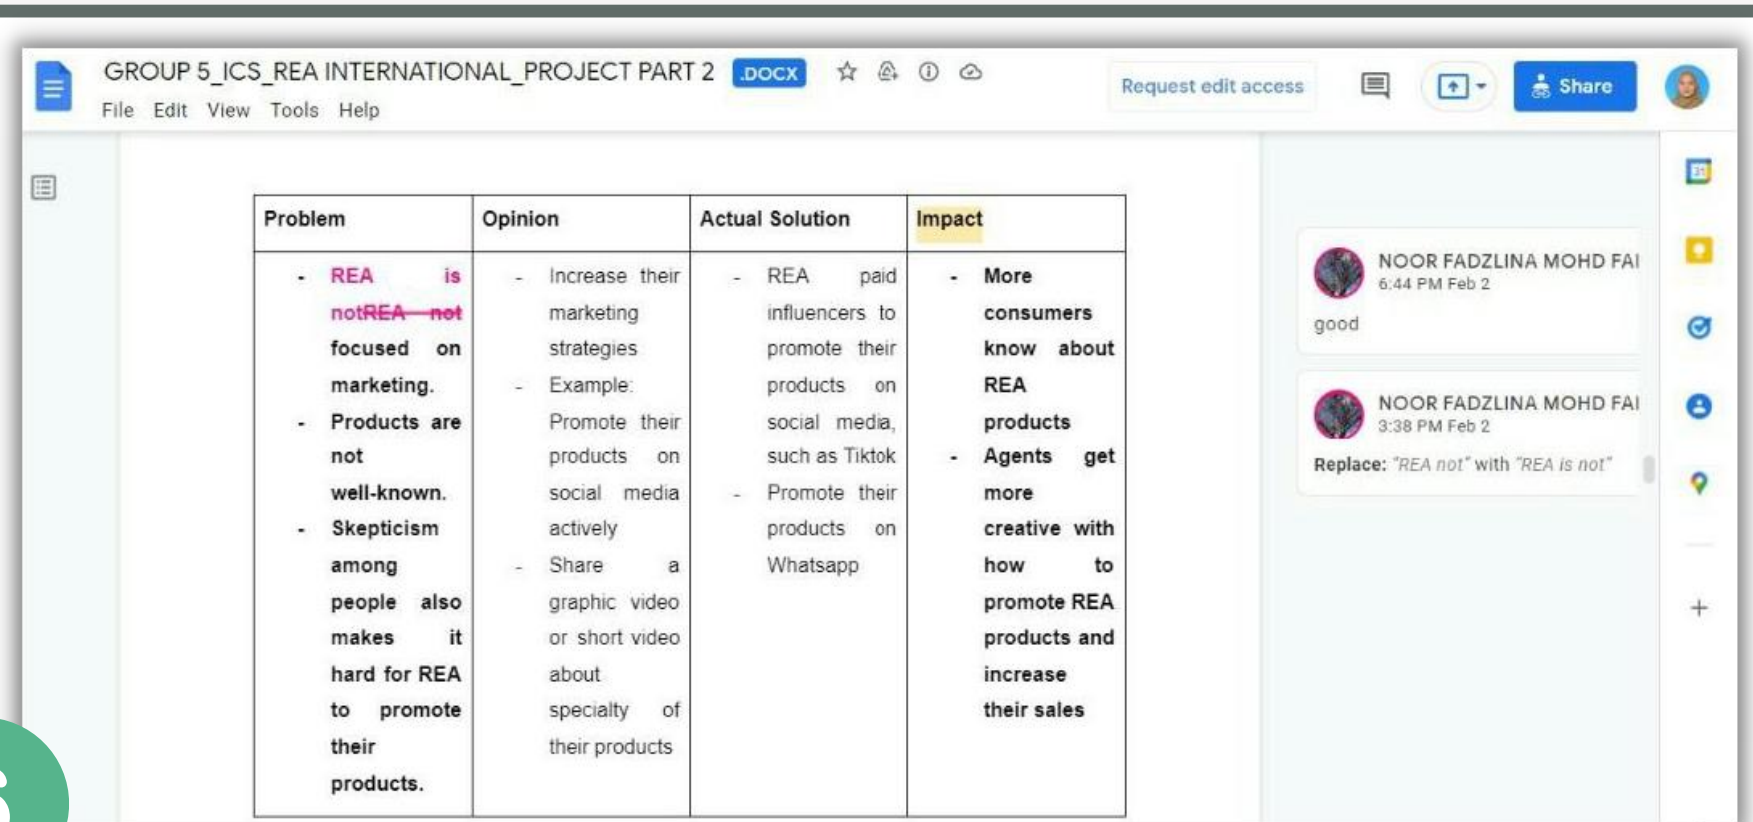 GROUP 5_ICS_REA INTERNATIONAL_PROJECT PART 2 .DOCX
File Edit View Tools Help
Request edit access
Share
31
Problem
Opinion
Actual Solution
Impact
- REA is
notREA not
focused on
marketing.
- Products are
not
well-known.
- Skepticism
among
people also
makes it
hard for REA
to promote
their
products.
- Increase their
marketing
strategies
- Example:
Promote their
products on
social media
actively
- Share a
graphic video
or short video
about
specialty of
their products
- REA paid
influencers to
promote their
products on
social media,
such as Tiktok
- Promote their
products on
Whatsapp
- More
consumers
know about
REA
products
- Agents get
more
creative with
how to
promote REA
products and
increase
their sales
NOOR FADZLINA MOHD FAI
6:44 PM Feb 2
good
NOOR FADZLINA MOHD FAI
3:38 PM Feb 2
Replace: "REA not" with "REA is not"